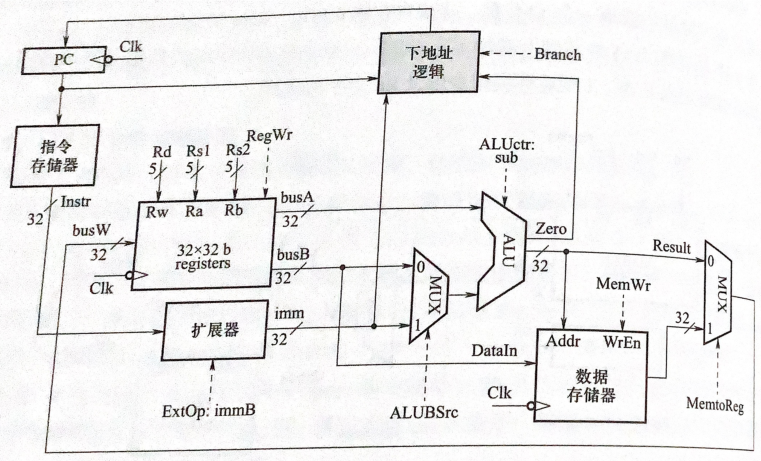 PC
Clk
下地址
逻辑
Branch
指令
存储器
Instr
32
Rd
Rs1
Rs2
RegWr
5
5
5
ALUctr:
sub
Rw
Ra
Rb
busA
32
busW
32
32×32 b
registers
busB
32
Clk
ALU
Zero
32
Result
0
MUX
1
0
MUX
1
扩展器
imm
32
ExtOp: immB
ALUBSrc
DataIn
MemWr
Addr
WrEn
数据
存储器
Clk
32
MemtoReg